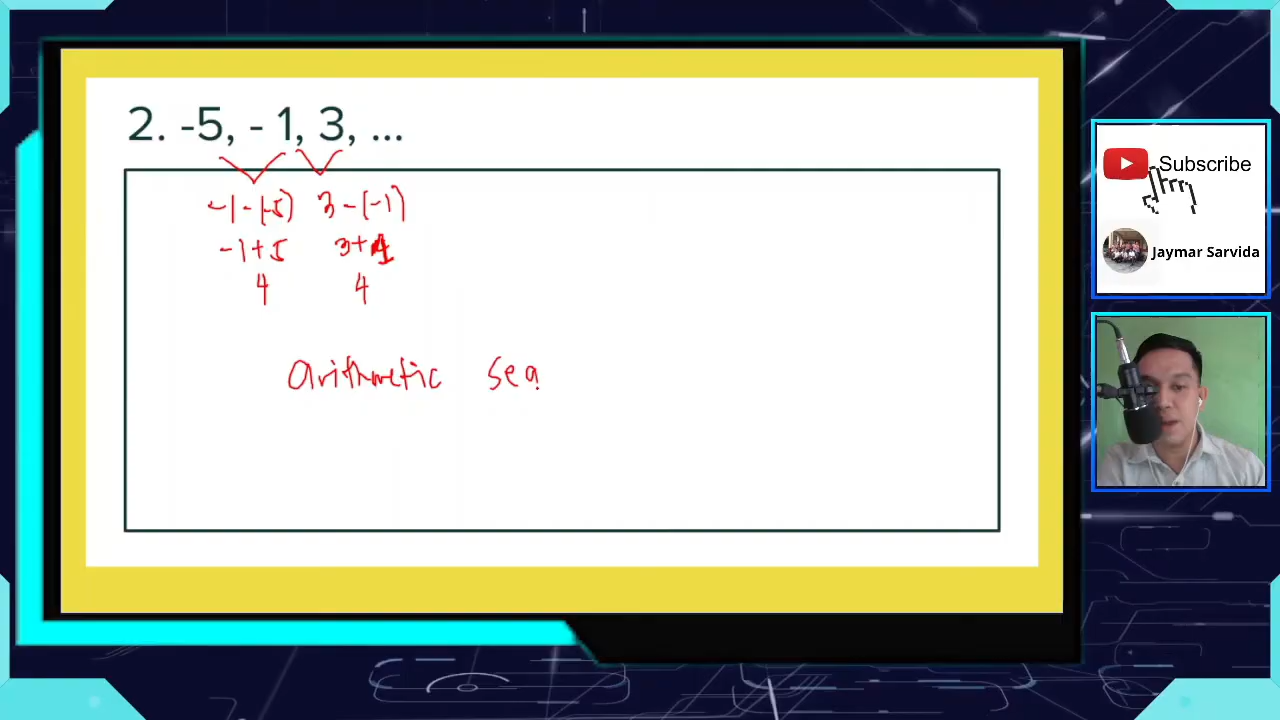 2. -5, - 1, 3, ...
-1-(-5) 3-(-1)
-1+5 3+1
4 4
arithmetic seq
Subscribe
Jaymar Sarvida